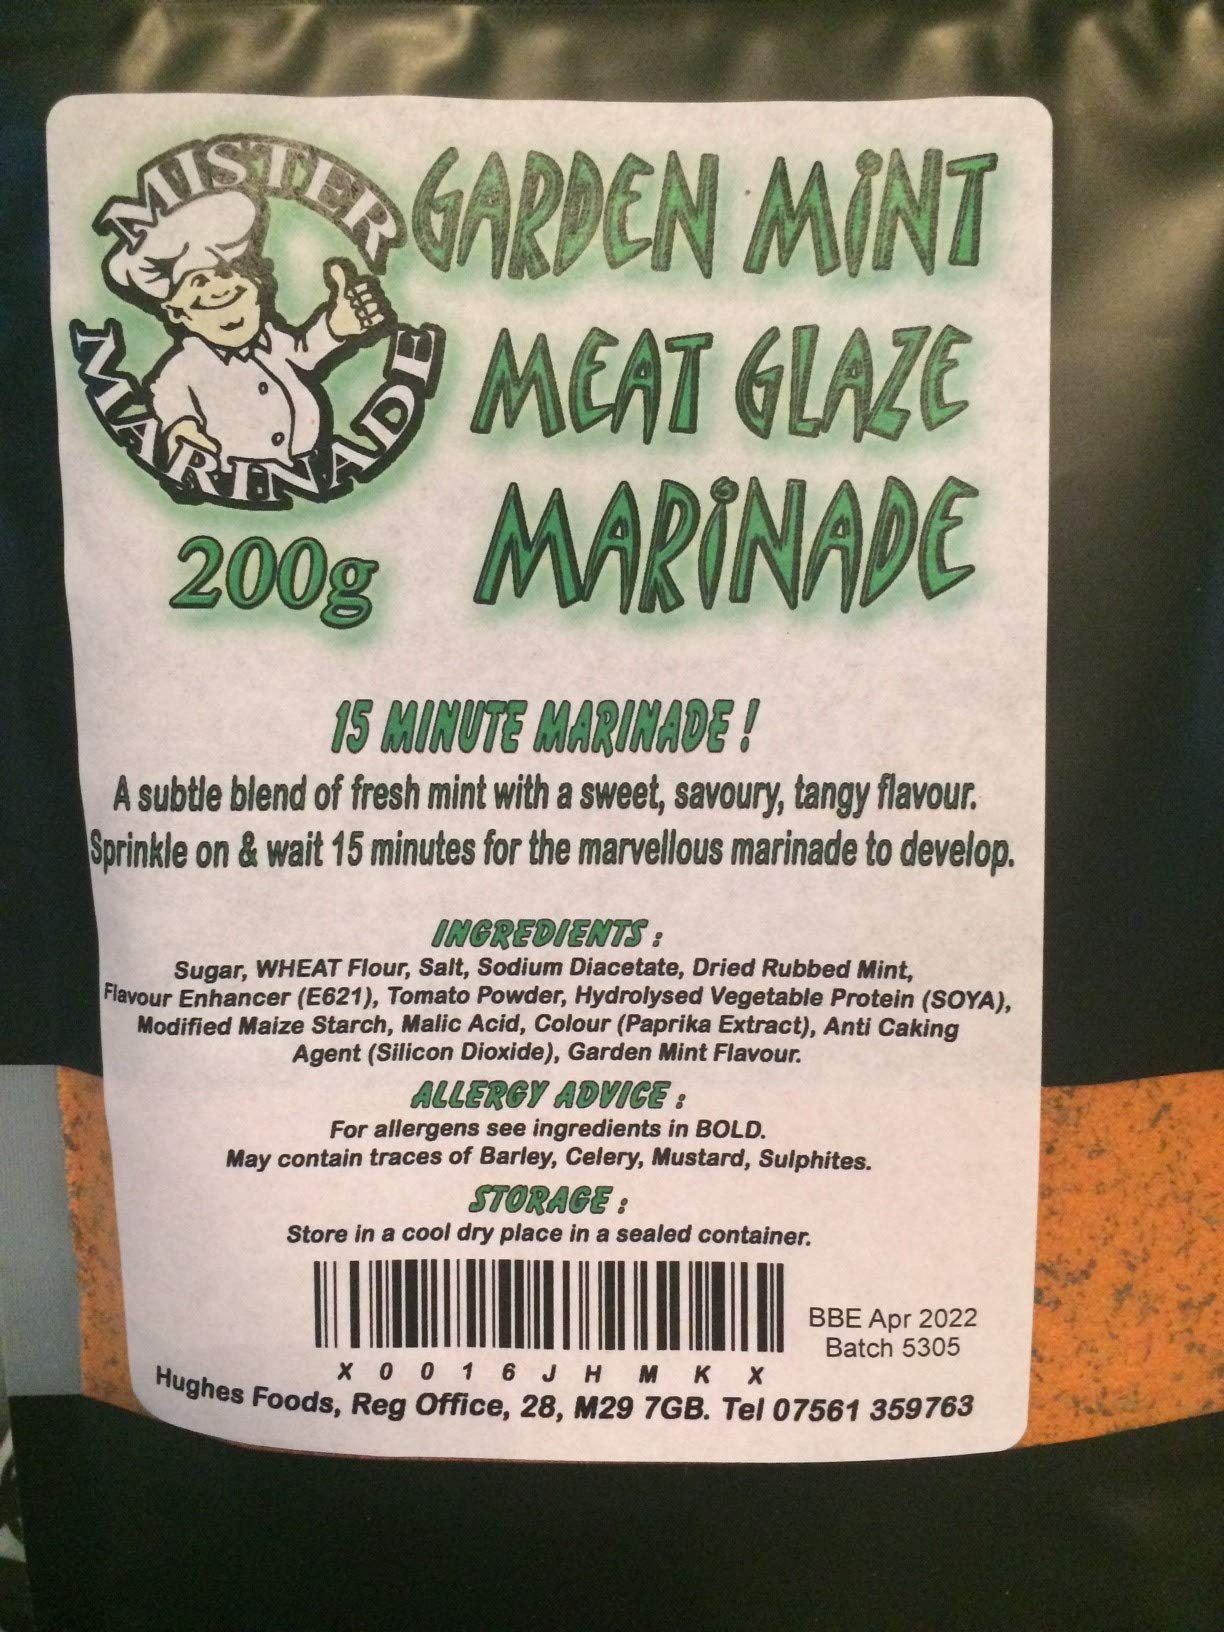 MISTER
MARINADE
200g
GARDEN MINT
MEAT GLAZE
MARINADE
15 MINUTE MARINADE !
A subtle blend of fresh mint with a sweet, savoury, tangy flavour.
Sprinkle on & wait 15 minutes for the marvellous marinade to develop.
INGREDIENTS :
Sugar, WHEAT Flour, Salt, Sodium Diacetate, Dried Rubbed Mint,
Flavour Enhancer (E621), Tomato Powder, Hydrolysed Vegetable Protein (SOYA),
Modified Maize Starch, Malic Acid, Colour (Paprika Extract), Anti Caking
Agent (Silicon Dioxide), Garden Mint Flavour.
ALLERGY ADVICE :
For allergens see ingredients in BOLD.
May contain traces of Barley, Celery, Mustard, Sulphites.
STORAGE :
Store in a cool dry place in a sealed container.
X 0 0 1 6 J H M K X
BBE Apr 2022
Batch 5305
Hughes Foods, Reg Office, 28, M29 7GB. Tel 07561 359763